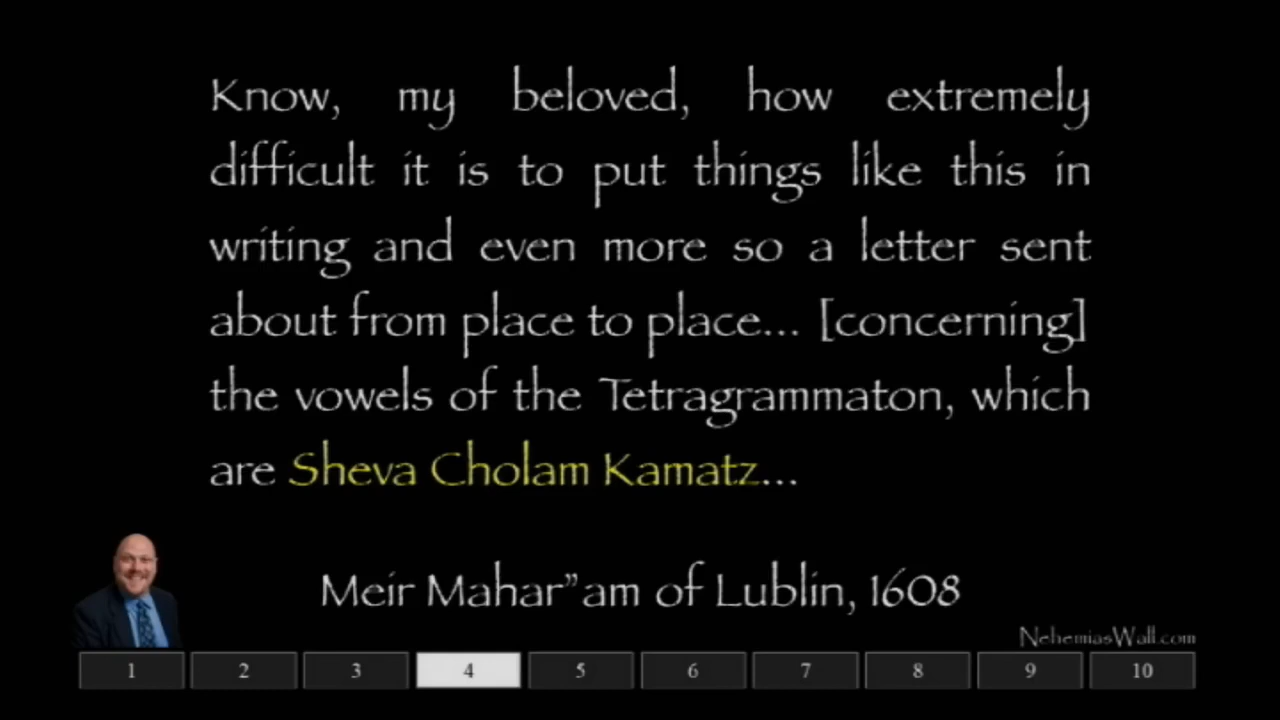 Know, my beloved, how extremely
difficult it is to put things like this in
writing and even more so a letter sent
about from place to place... [concerning]
the vowels of the Tetragrammaton, which
are Sheva Cholam Kamatz...
Meir Mahar”am of Lublin, 1608
NehemiasWall.com
1 2 3 4 5 6 7 8 9 10